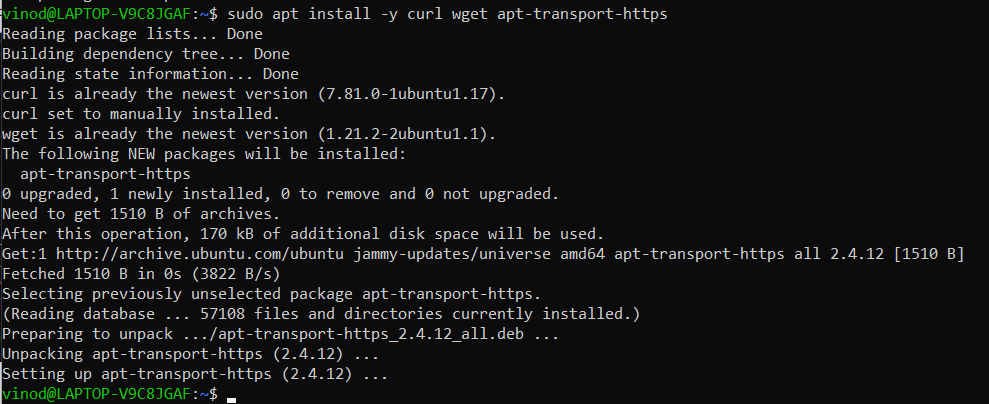 vinod@LAPTOP-V9C8JGAF:~$ sudo apt install -y curl wget apt-transport-https
Reading package lists... Done
Building dependency tree... Done
Reading state information... Done
curl is already the newest version (7.81.0-1ubuntu1.17).
curl set to manually installed.
wget is already the newest version (1.21.2-2ubuntu1.1).
The following NEW packages will be installed:
  apt-transport-https
0 upgraded, 1 newly installed, 0 to remove and 0 not upgraded.
Need to get 1510 B of archives.
After this operation, 170 kB of additional disk space will be used.
Get:1 http://archive.ubuntu.com/ubuntu jammy-updates/universe amd64 apt-transport-https all 2.4.12 [1510 B]
Fetched 1510 B in 0s (3822 B/s)
Selecting previously unselected package apt-transport-https.
(Reading database ... 57108 files and directories currently installed.)
Preparing to unpack .../apt-transport-https_2.4.12_all.deb ...
Unpacking apt-transport-https (2.4.12) ...
Setting up apt-transport-https (2.4.12) ...
vinod@LAPTOP-V9C8JGAF:~$